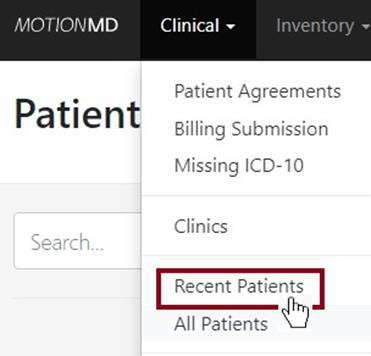 MOTIONMD Clinical Inventory
Patient
Patient Agreements
Billing Submission
Missing ICD-10
Clinics
Search...
Recent Patients
All Patients